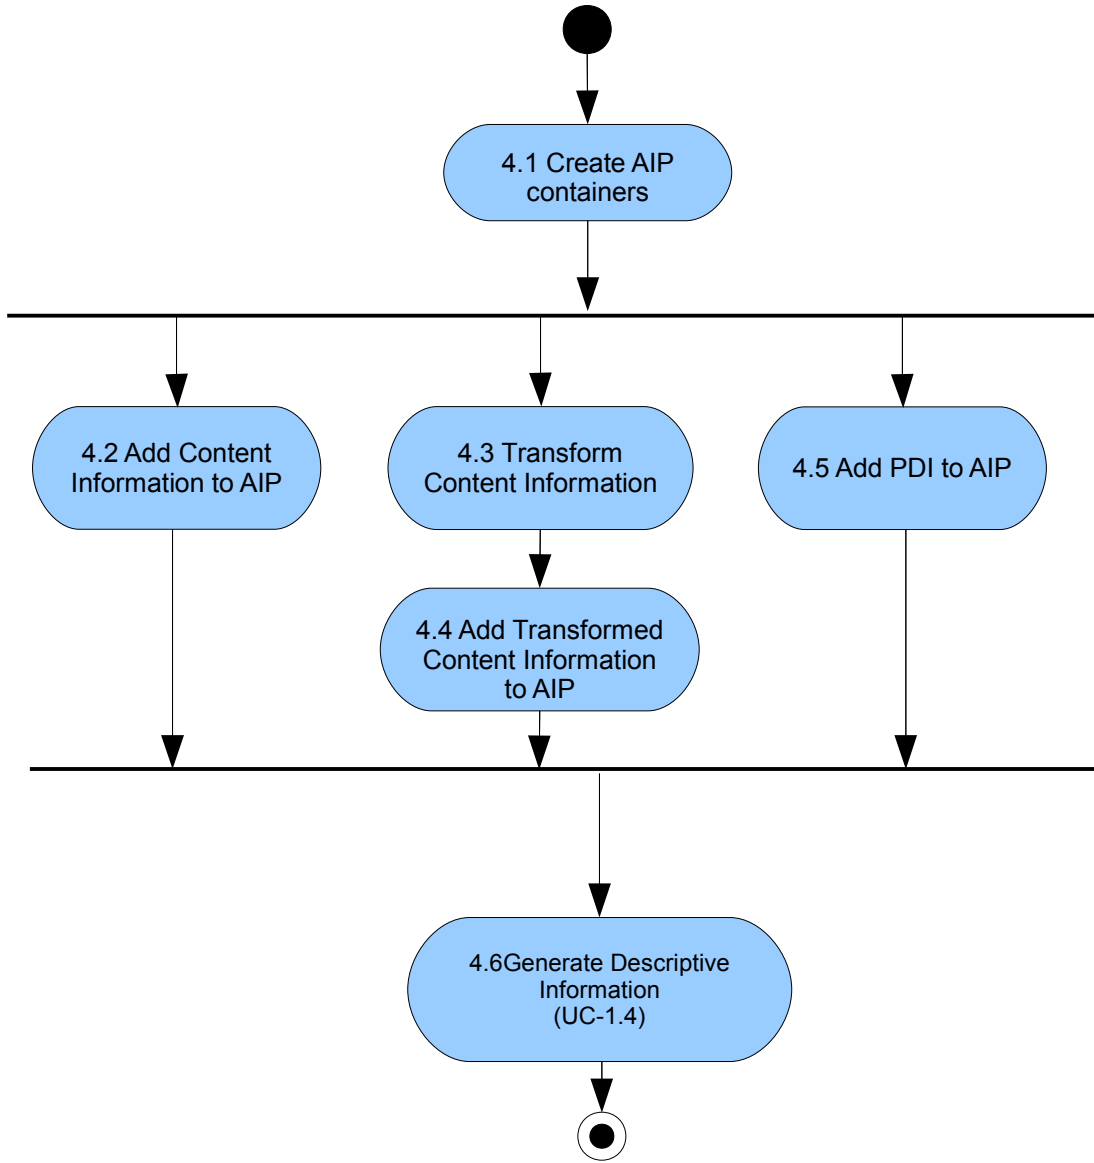 4.1 Create AIP
containers
4.2 Add Content
Information to AIP
4.3 Transform
Content Information
4.5 Add PDI to AIP
4.4 Add Transformed
Content Information
to AIP
4.6Generate Descriptive
Information
(UC-1.4)